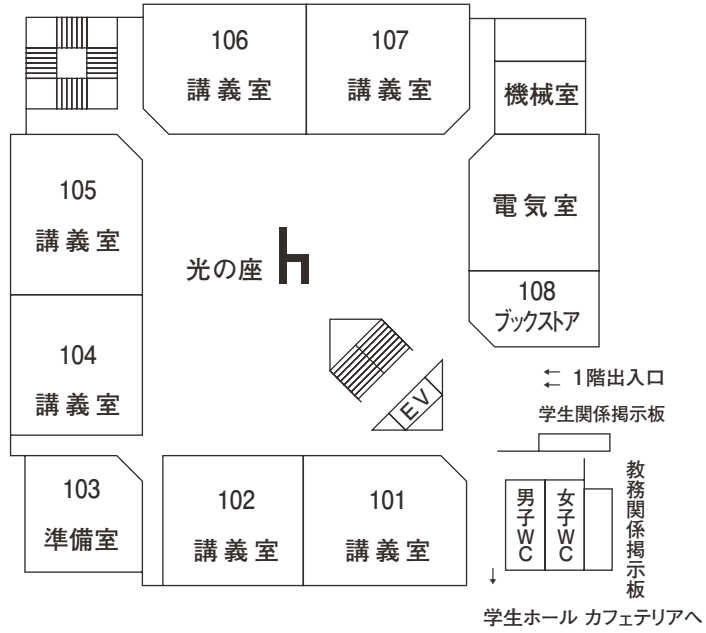 106
講義室
107
講義室
機械室
105
講義室
電気室
光の座
108
ブックストア
104
講義室
EV
← 1階出入口
←
学生関係掲示板
103
準備室
102
講義室
101
講義室
男子WC
女子WC
教務関係掲示板
↓
学生ホール カフェテリアへ